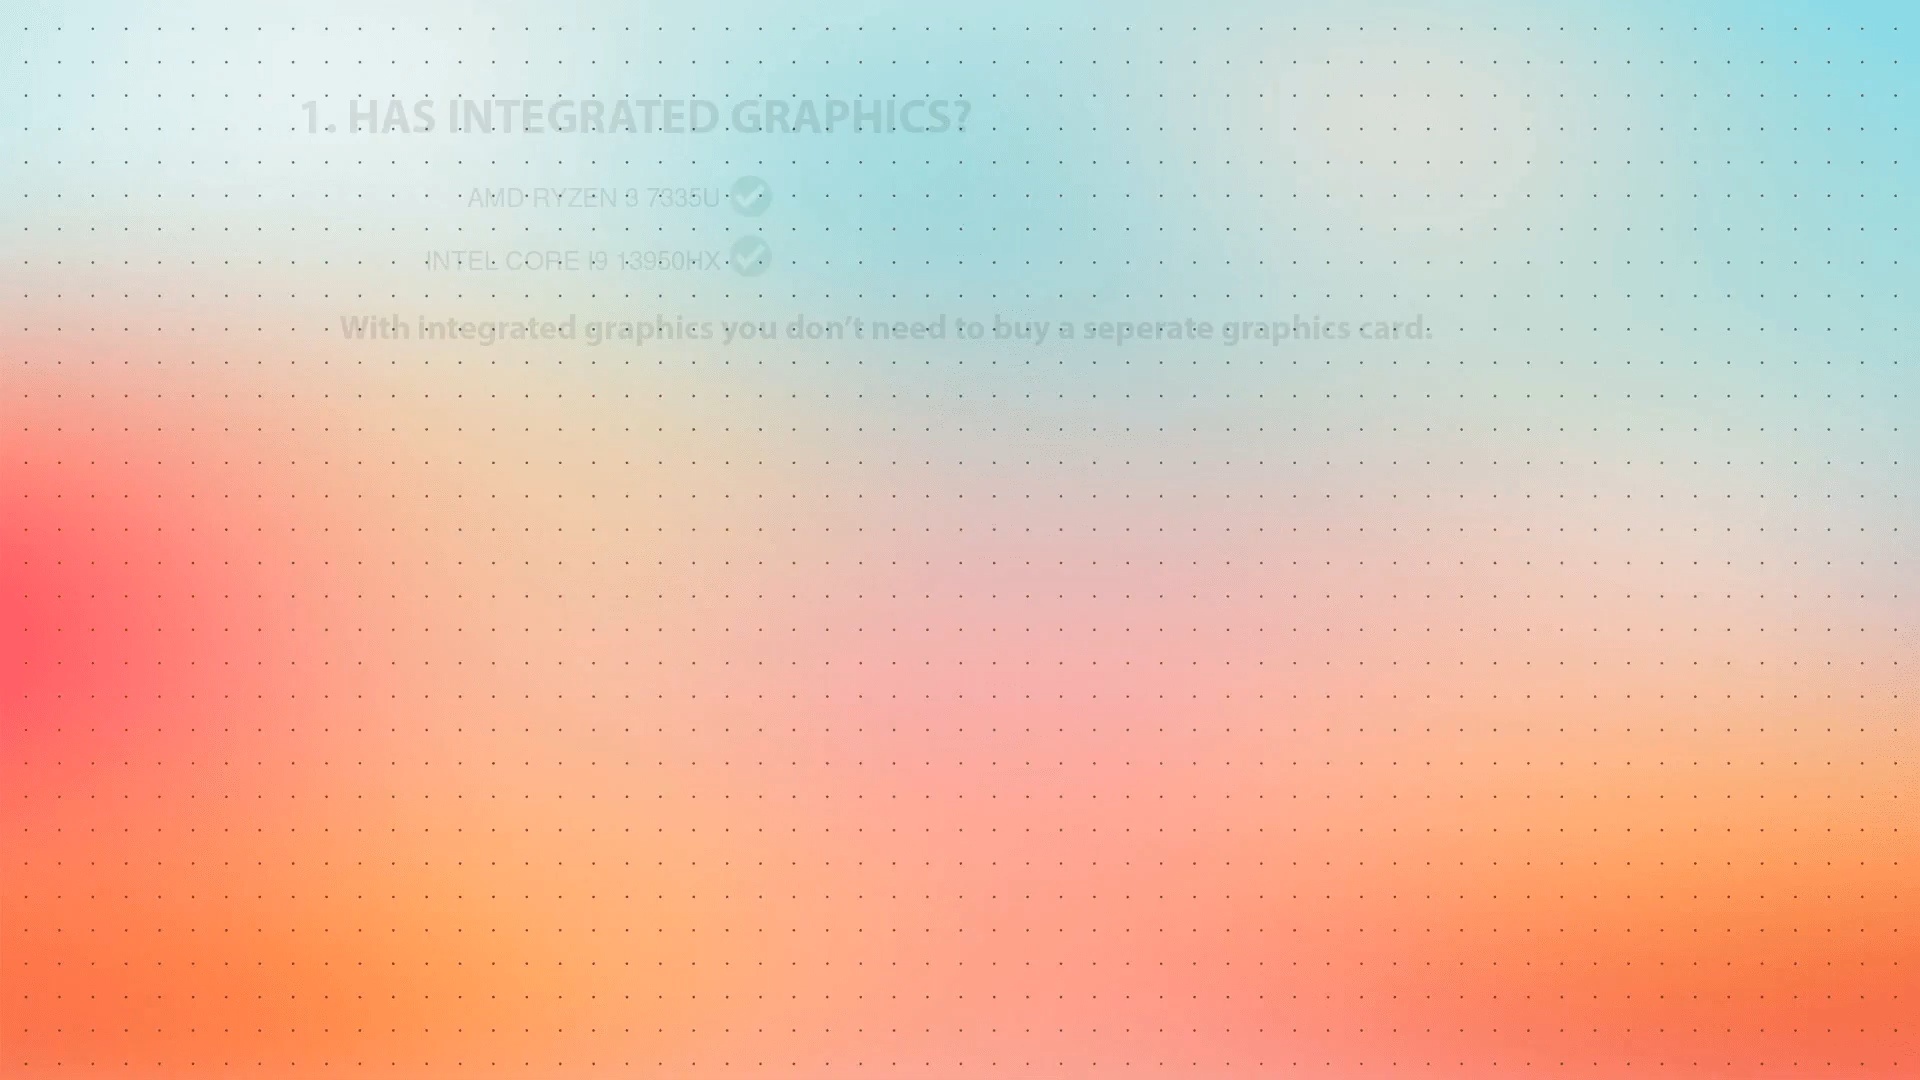 1. HAS INTEGRATED GRAPHICS?
AMD RYZEN 3 7335U
INTEL CORE I9 13950HX
With integrated graphics you don't need to buy a seperate graphics card.